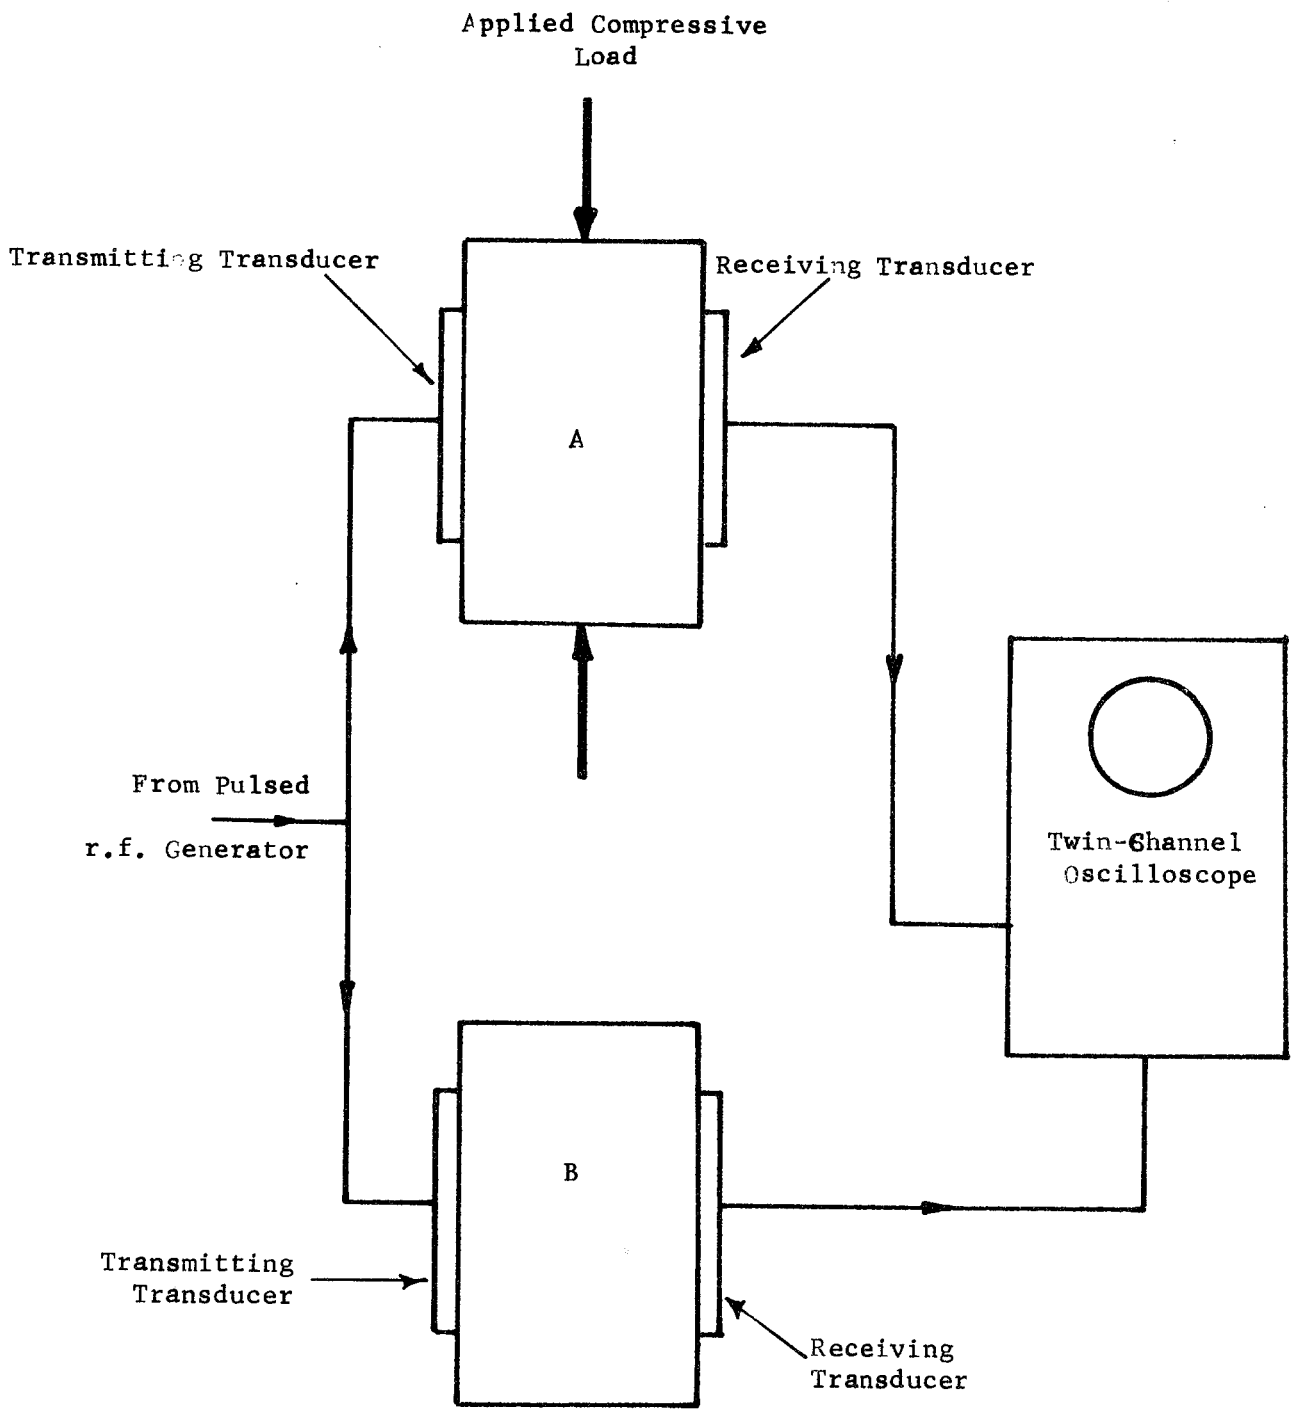 Applied Compressive
Load
Transmitting Transducer
Receiving Transducer
A
From Pulsed
r.f. Generator
Twin-Channel
Oscilloscope
B
Transmitting
Transducer
Receiving
Transducer